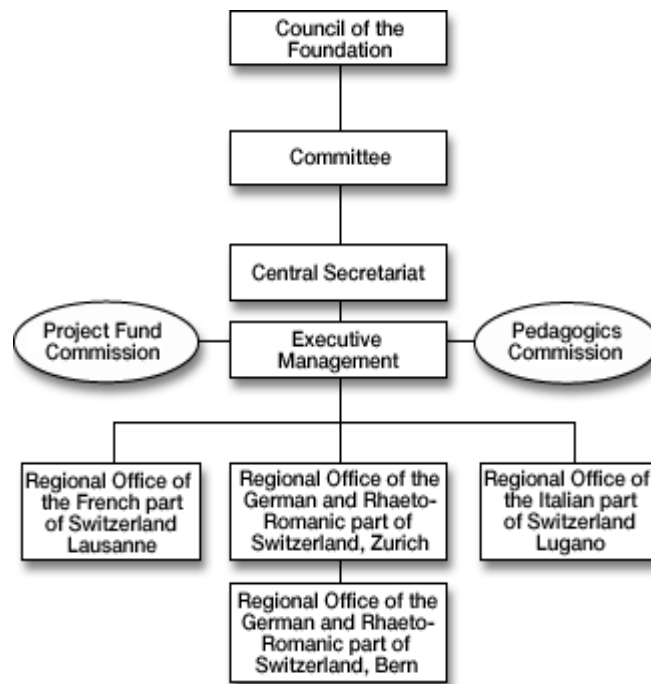 Council of the
Foundation
Committee
Central Secretariat
Project Fund
Commission
Executive
Management
Pedagogics
Commission
Regional Office of
the French part
of Switzerland
Lausanne
Regional Office of the
German and Rhaeto-
Romanic part of
Switzerland, Zurich
Regional Office of
the Italian part
of Switzerland
Lugano
Regional Office of the
German and Rhaeto-
Romanic part of
Switzerland, Bern